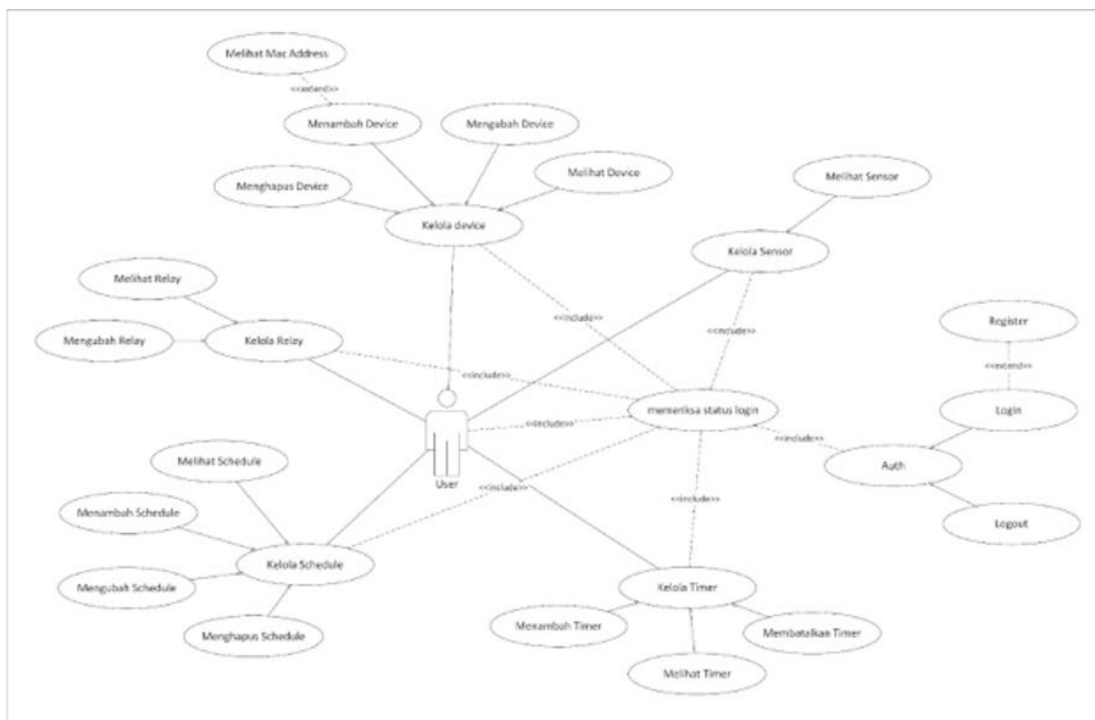 Melihat Mac Address
<<extend>>
Menambah Device
Mengubah Device
Melihat Device
Menghapus Device
Kelola device
Melihat Sensor
Kelola Sensor
Melihat Relay
Mengubah Relay
Kelola Relay
<<include>>
<<include>>
<<include>>
Register
<<extend>>
Login
memeriksa status login
<<include>>
<<include>>
Auth
Logout
User
Melihat Schedule
<<include>>
<<include>>
Menambah Schedule
Kelola Schedule
Mengubah Schedule
Menghapus Schedule
Kelola Timer
Menambah Timer
Membatalkan Timer
Melihat Timer